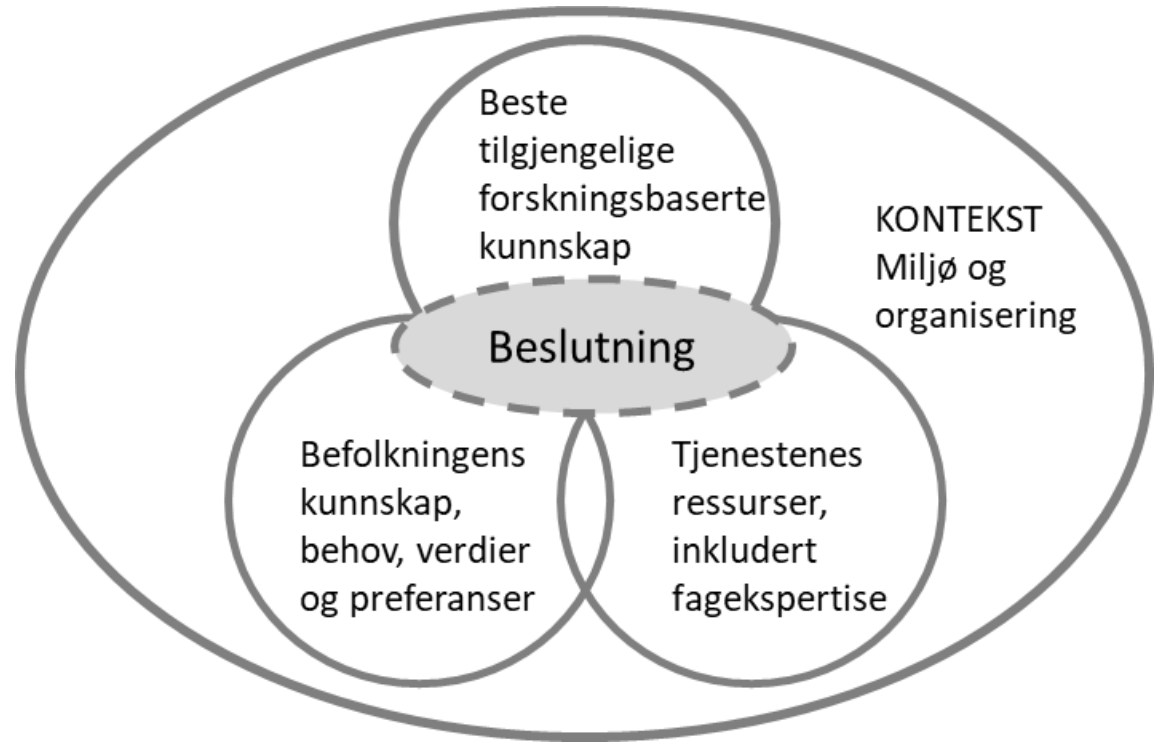 Beste
tilgjengelige
forskningsbaserte
kunnskap
KONTEKST
Miljø og
organisering
Beslutning
Befolkningens
kunnskap,
behov, verdier
og preferanser
Tjenestenes
ressurser,
inkludert
fagekspertise